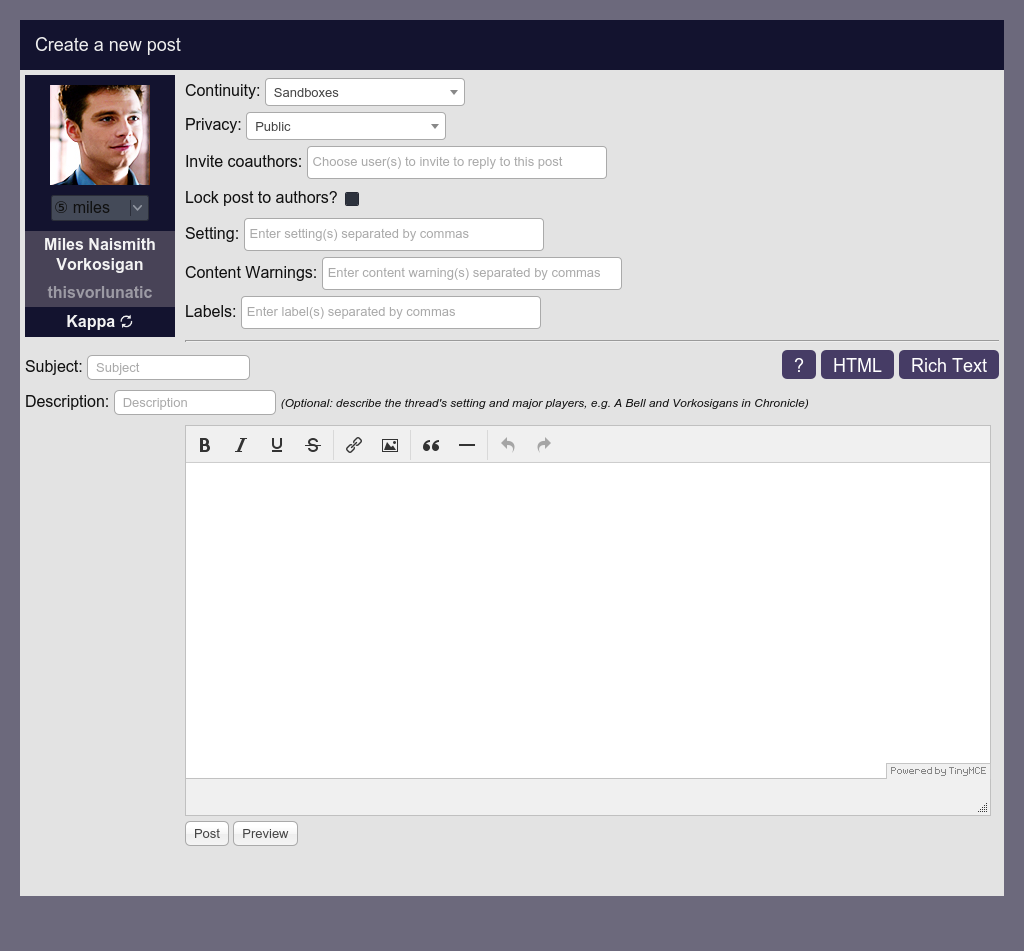 Create a new post
⑤ miles
Miles Naismith
Vorkosigan
thisvorlunatic
Kappa
Continuity: Sandboxes
Privacy: Public
Invite coauthors: Choose user(s) to invite to reply to this post
Lock post to authors?
Setting: Enter setting(s) separated by commas
Content Warnings: Enter content warning(s) separated by commas
Labels: Enter label(s) separated by commas
Subject: Subject
? HTML Rich Text
Description: Description (Optional: describe the thread's setting and major players, e.g. A Bell and Vorkosigans in Chronicle)
B I U S
Powered by TinyMCE
Post Preview